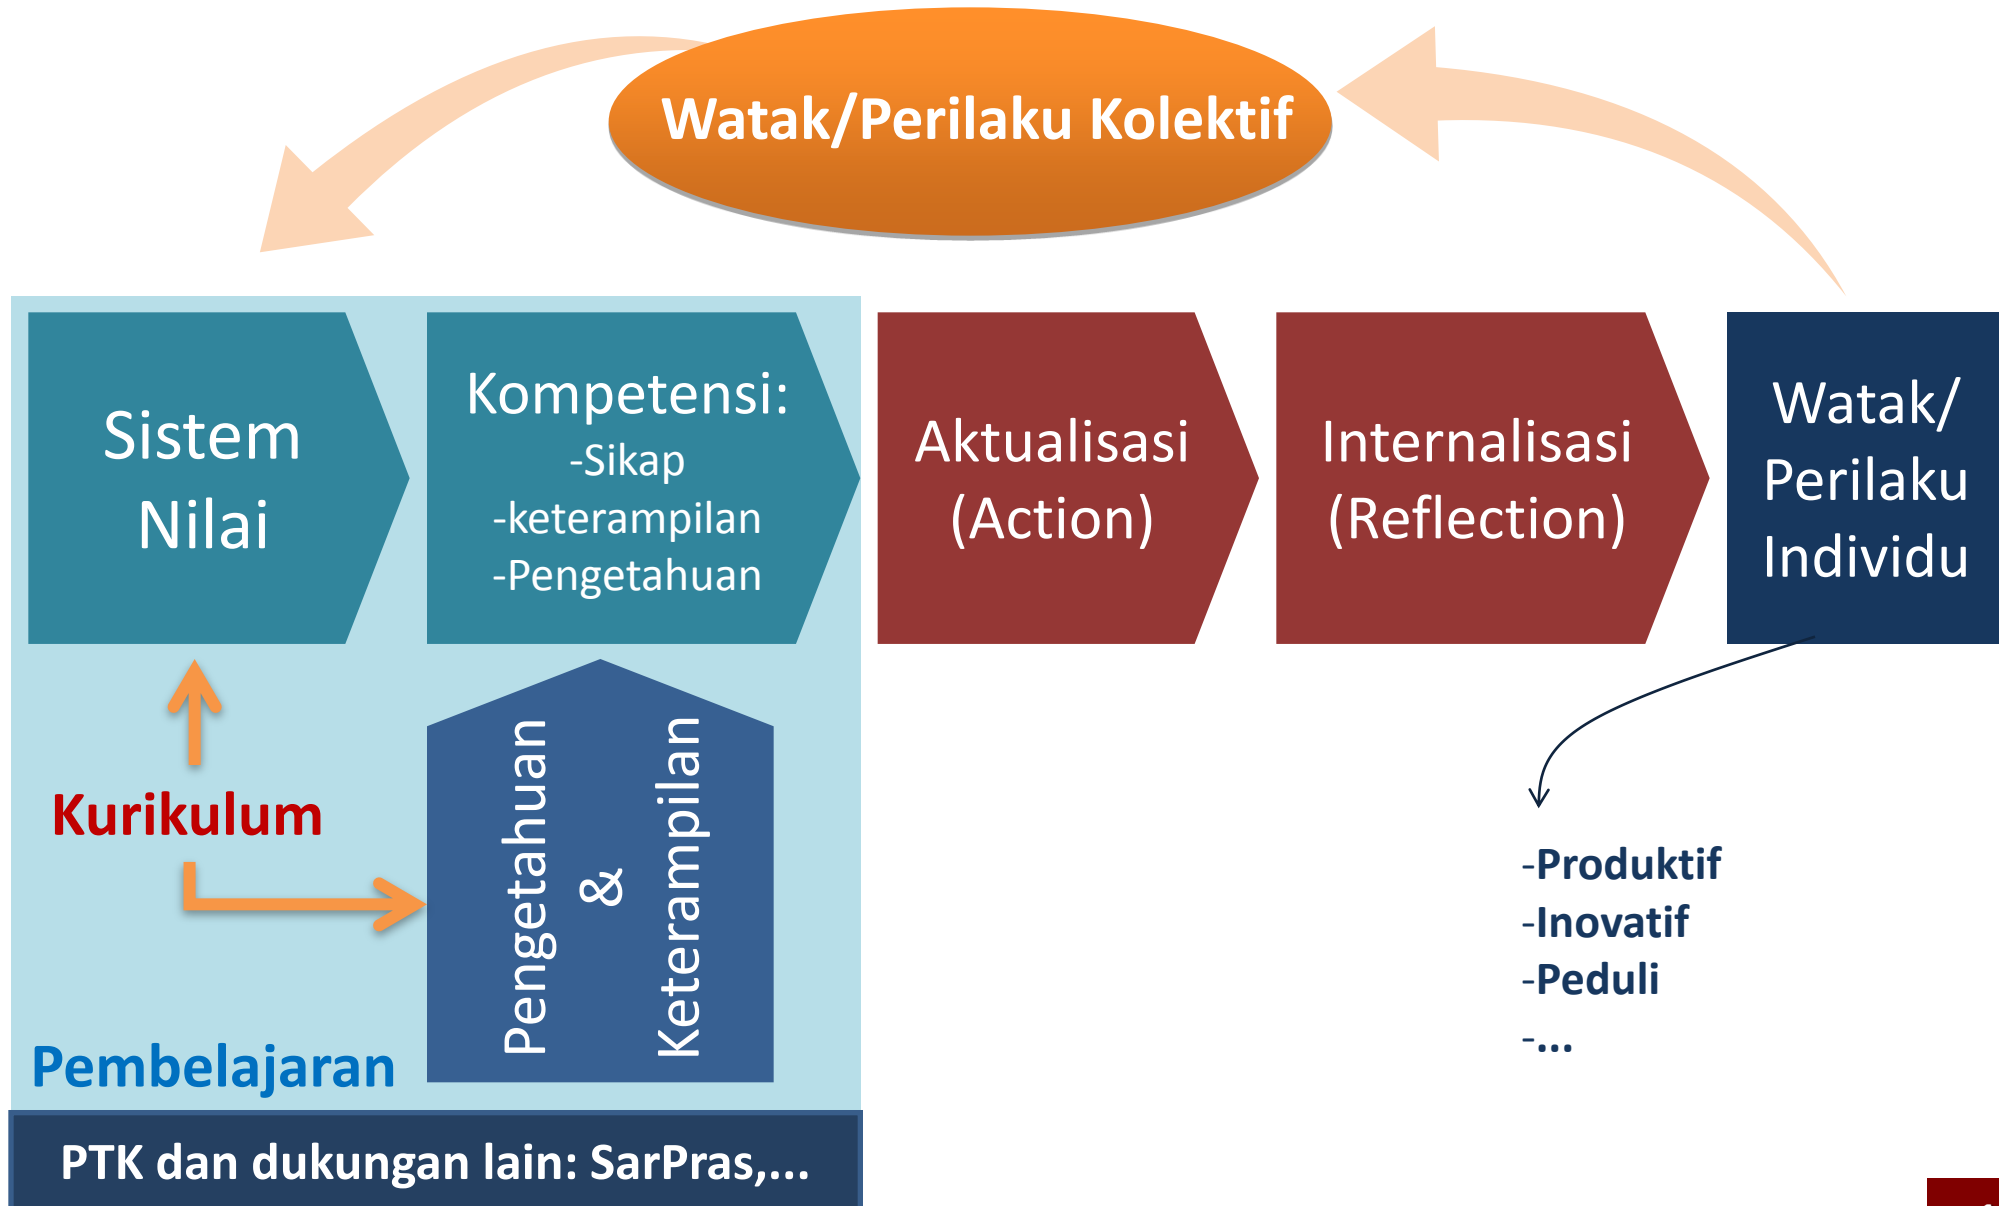 Watak/Perilaku Kolektif
Sistem
Nilai
Kompetensi:
-Sikap
-keterampilan
-Pengetahuan
Aktualisasi
(Action)
Internalisasi
(Reflection)
Watak/
Perilaku
Individu
Kurikulum
Pengetahuan
&
Keterampilan
Pembelajaran
-Produktif
-Inovatif
-Peduli
-...
PTK dan dukungan lain: SarPras,...